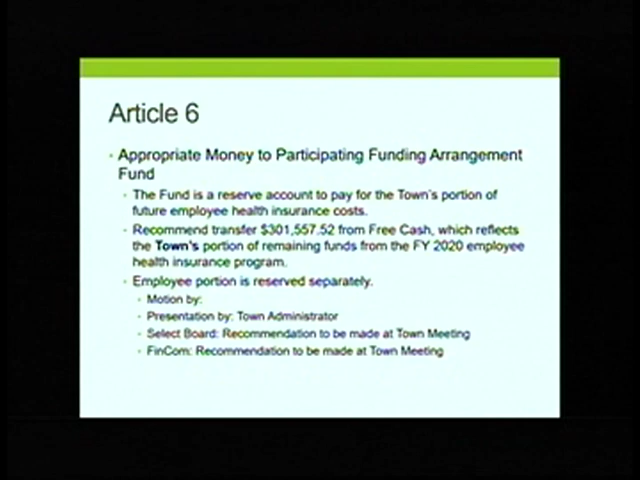 Article 6
Appropriate Money to Participating Funding Arrangement
Fund
The Fund is a reserve account to pay for the Town's portion of
future employee health insurance costs.
Recommend transfer $301,557.52 from Free Cash, which reflects
the Town's portion of remaining funds from the FY 2020 employee
health insurance program.
Employee portion is reserved separately.
Motion by:
Presentation by: Town Administrator
Select Board: Recommendation to be made at Town Meeting
FinCom: Recommendation to be made at Town Meeting